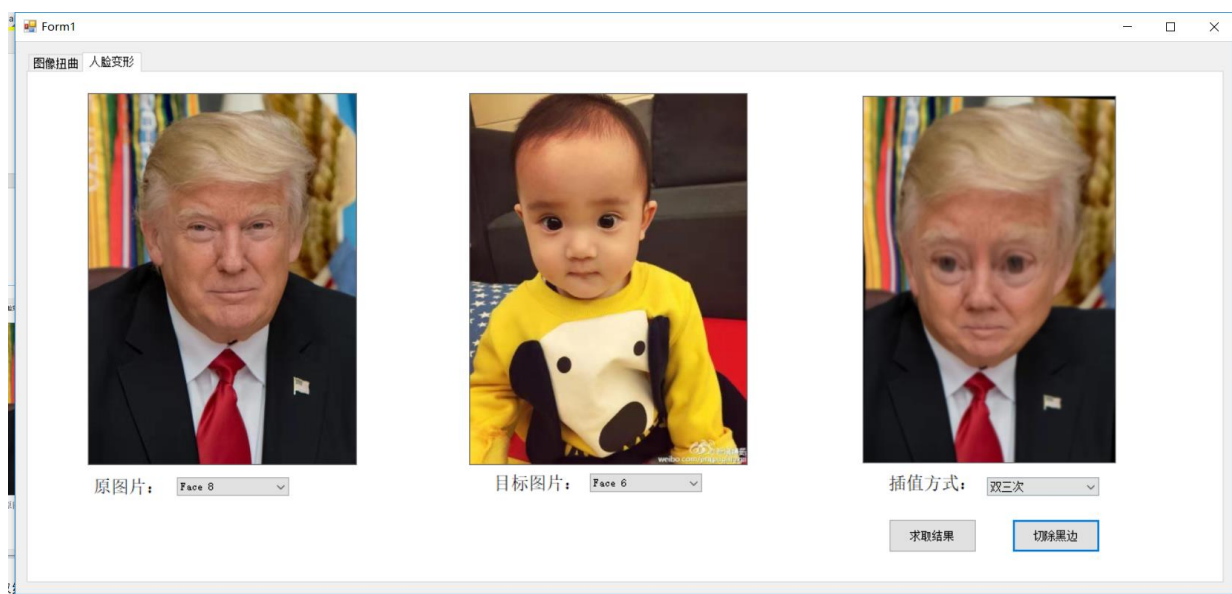 Form1
图像扭曲 人脸变形
原图片： Face 8
目标图片： Face 6
插值方式： 双三次
求取结果 切除黑边